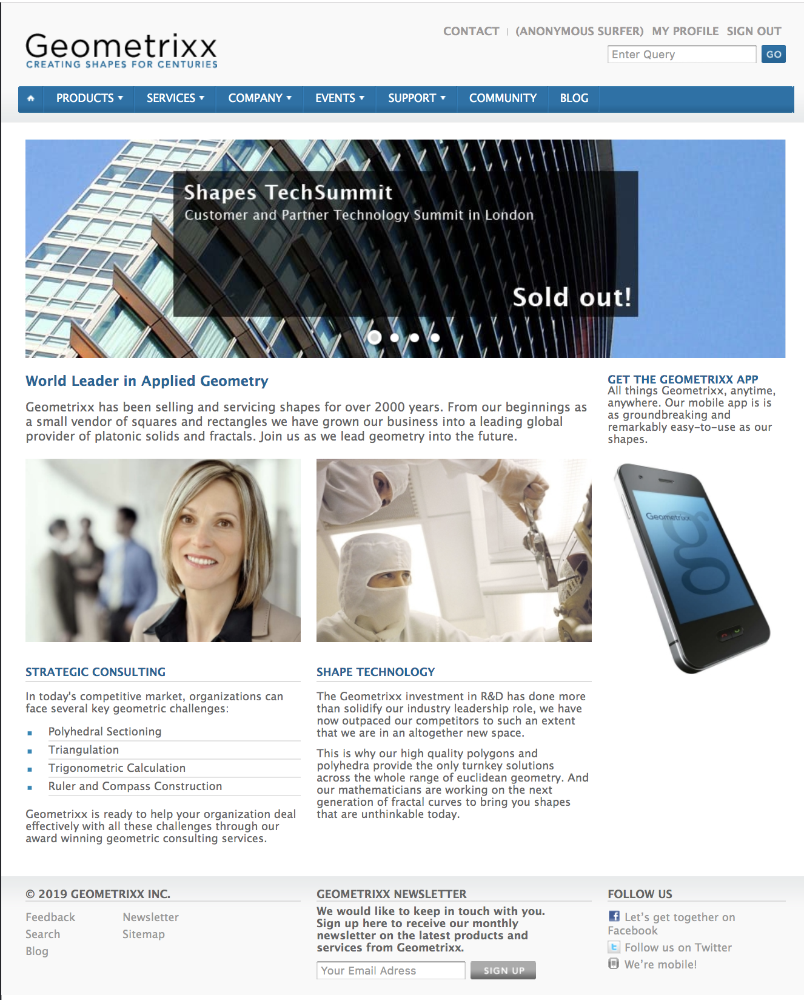 Geometrixx
CREATING SHAPES FOR CENTURIES
CONTACT | (ANONYMOUS SURFER) MY PROFILE SIGN OUT
Enter Query GO
PRODUCTS SERVICES COMPANY EVENTS SUPPORT COMMUNITY BLOG
Shapes TechSummit
Customer and Partner Technology Summit in London
Sold out!
World Leader in Applied Geometry
Geometrixx has been selling and servicing shapes for over 2000 years. From our beginnings as
a small vendor of squares and rectangles we have grown our business into a leading global
provider of platonic solids and fractals. Join us as we lead geometry into the future.
GET THE GEOMETRIXX APP
All things Geometrixx, anytime,
anywhere. Our mobile app is is
as groundbreaking and
remarkably easy-to-use as our
shapes.
Geometrixx
g
STRATEGIC CONSULTING
In today's competitive market, organizations can
face several key geometric challenges:
Polyhedral Sectioning
Triangulation
Trigonometric Calculation
Ruler and Compass Construction
Geometrixx is ready to help your organization deal
effectively with all these challenges through our
award winning geometric consulting services.
SHAPE TECHNOLOGY
The Geometrixx investment in R&D has done more
than solidify our industry leadership role, we have
now outpaced our competitors to such an extent
that we are in an altogether new space.
This is why our high quality polygons and
polyhedra provide the only turnkey solutions
across the whole range of euclidean geometry. And
our mathematicians are working on the next
generation of fractal curves to bring you shapes
that are unthinkable today.
© 2019 GEOMETRIXX INC.
Feedback Newsletter
Search Sitemap
Blog
GEOMETRIXX NEWSLETTER
We would like to keep in touch with you.
Sign up here to receive our monthly
newsletter on the latest products and
services from Geometrixx.
Your Email Adress SIGN UP
FOLLOW US
f Let’s get together on
Facebook
t Follow us on Twitter
We’re mobile!